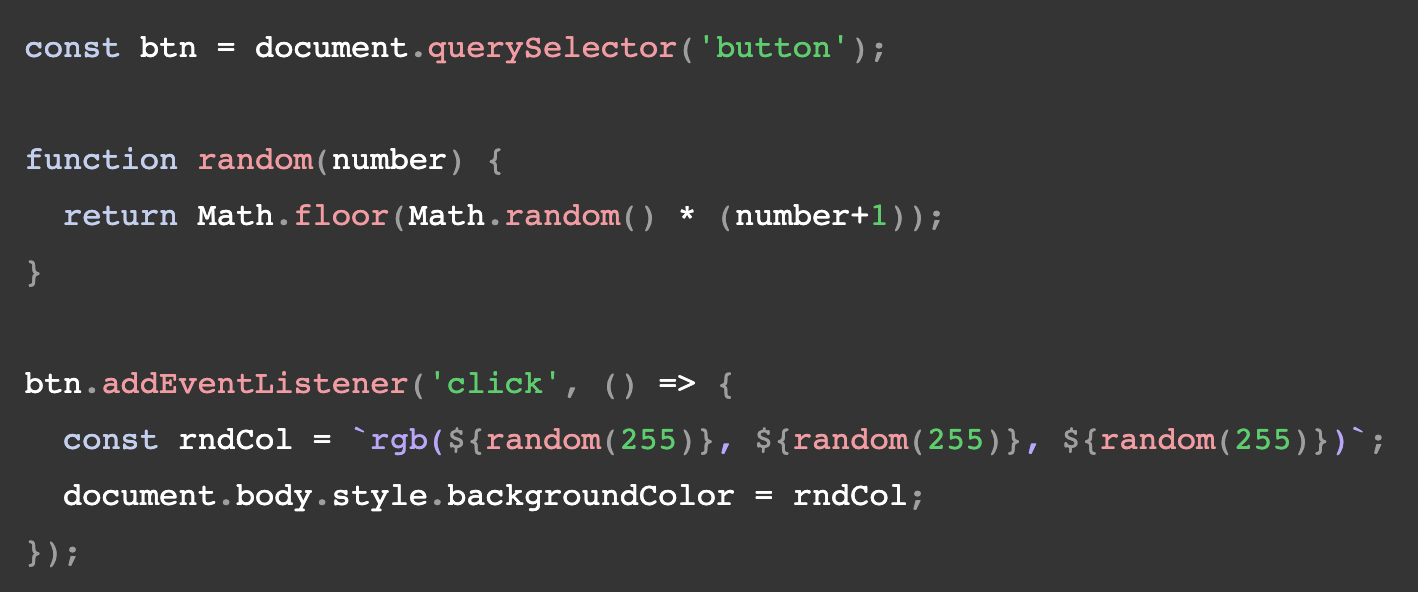 const btn = document.querySelector('button');
function random(number) {
  return Math.floor(Math.random() * (number+1));
}
btn.addEventListener('click', () => {
  const rndCol = `rgb(${random(255)}, ${random(255)}, ${random(255)})`;
  document.body.style.backgroundColor = rndCol;
});